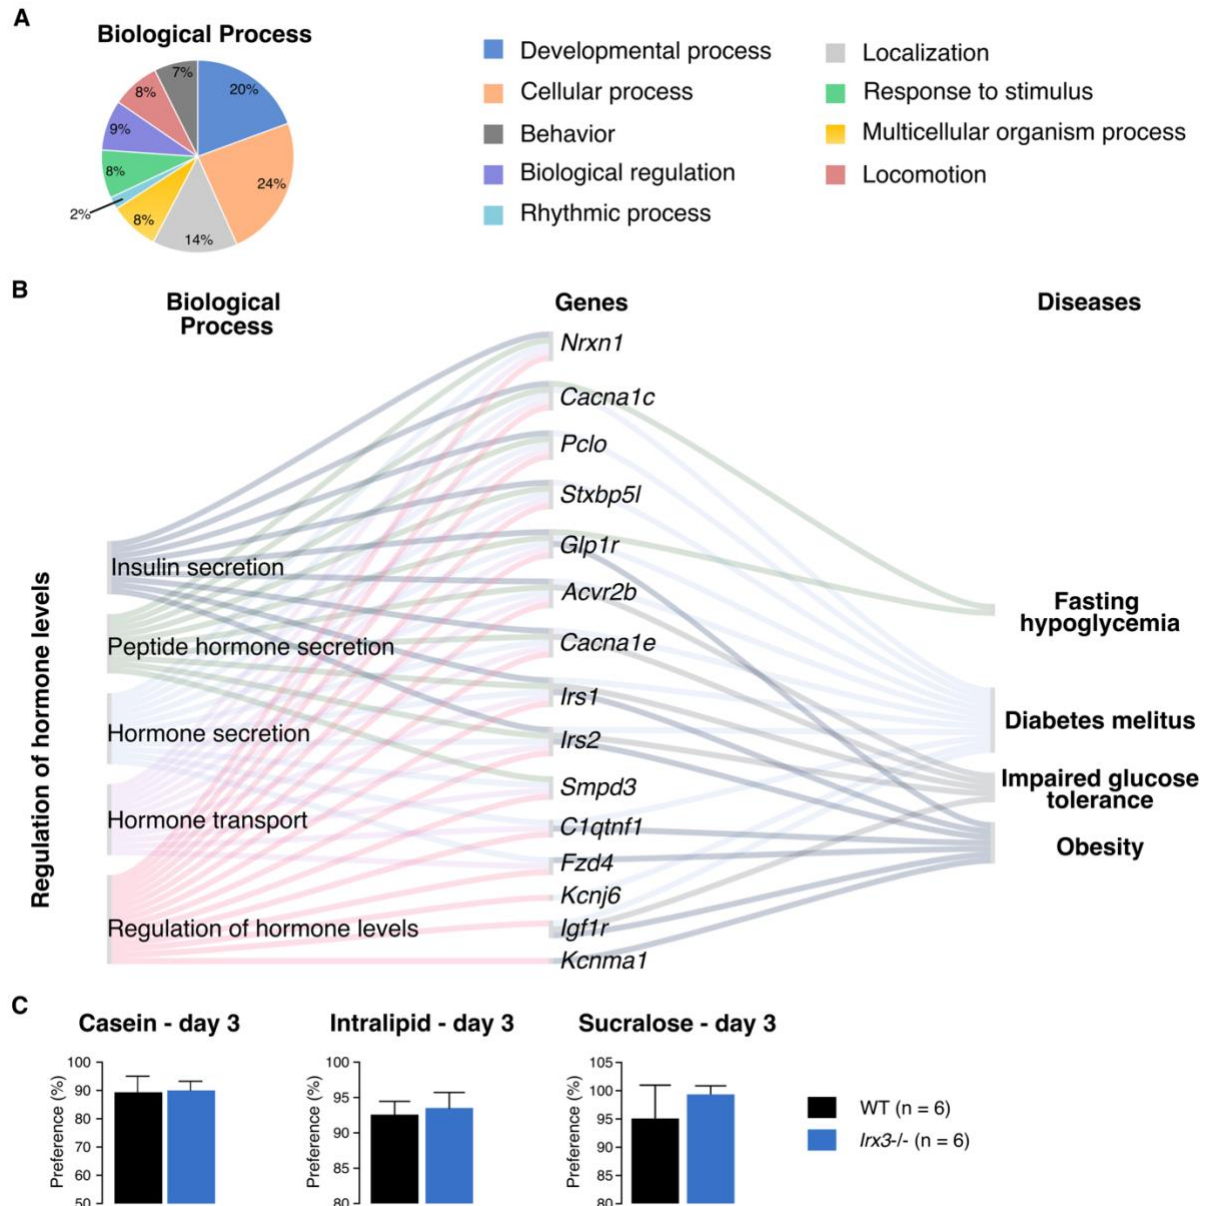 A
Biological Process
7%
20%
8%
9%
8%
24%
2%
8%
14%
Developmental process
Cellular process
Behavior
Biological regulation
Rhythmic process
Localization
Response to stimulus
Multicellular organism process
Locomotion
B
Biological
Process
Genes
Diseases
Regulation of hormone levels
Insulin secretion
Peptide hormone secretion
Hormone secretion
Hormone transport
Regulation of hormone levels
Nrxn1
Cacna1c
Pclo
Stxbp5l
Glp1r
Acvr2b
Cacna1e
Irs1
Irs2
Smpd3
C1qtnf1
Fzd4
Kcnj6
Igf1r
Kcnma1
Fasting
hypoglycemia
Diabetes melitus
Impaired glucose
tolerance
Obesity
C
Casein - day 3
Preference (%)
100
90
80
70
60
50
Intralipid - day 3
Preference (%)
100
95
90
85
80
Sucralose - day 3
Preference (%)
105
100
95
90
85
80
WT (n = 6)
Irx3-/- (n = 6)